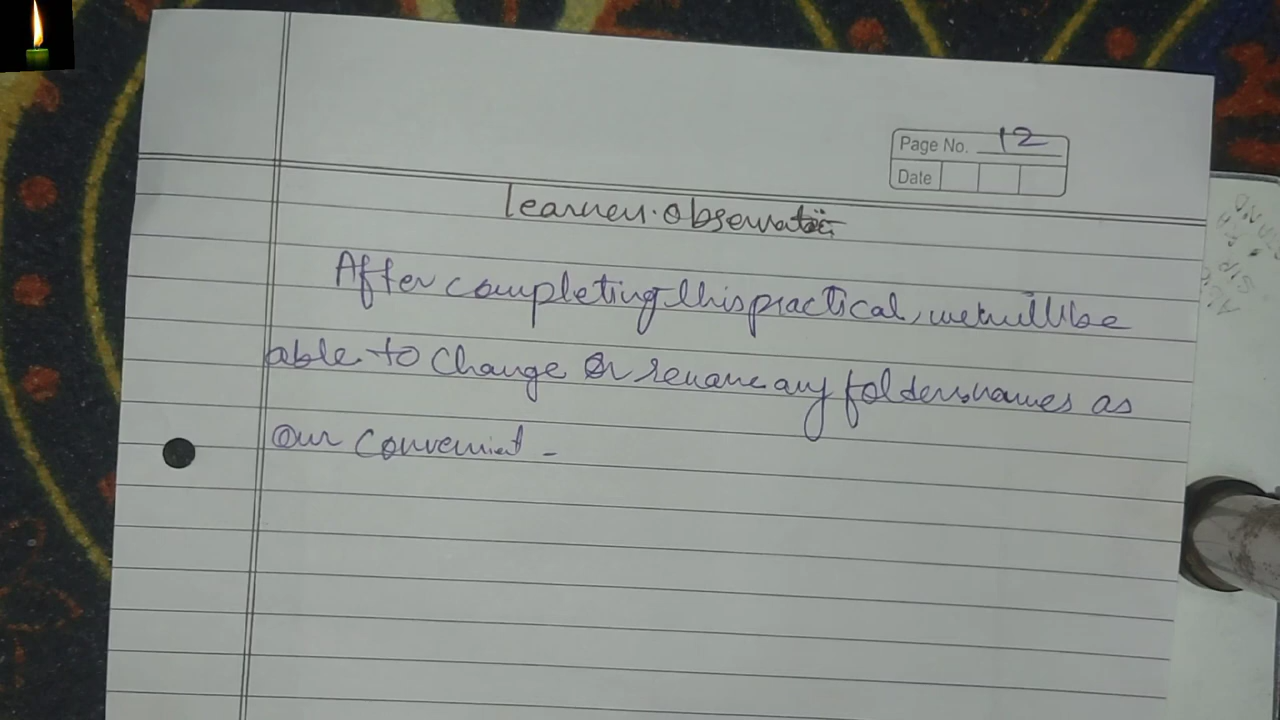 Page No. 12
Date
learner observation
After completing this practical, we will be
able to change or rename any folders names as
our convenient -